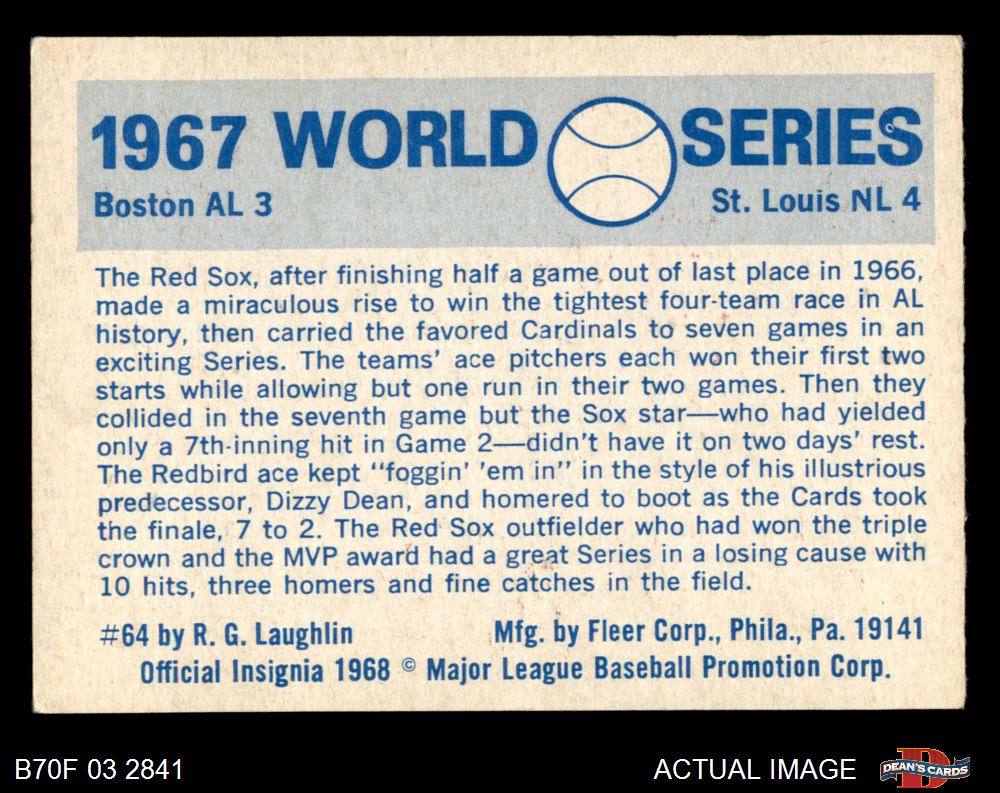 1967 WORLD SERIES
Boston AL 3
St. Louis NL 4
The Red Sox, after finishing half a game out of last place in 1966,
made a miraculous rise to win the tightest four-team race in AL
history, then carried the favored Cardinals to seven games in an
exciting Series. The teams' ace pitchers each won their first two
starts while allowing but one run in their two games. Then they
collided in the seventh game but the Sox star—who had yielded
only a 7th-inning hit in Game 2—didn't have it on two days' rest.
The Redbird ace kept "foggin' 'em in" in the style of his illustrious
predecessor, Dizzy Dean, and homered to boot as the Cards took
the finale, 7 to 2. The Red Sox outfielder who had won the triple
crown and the MVP award had a great Series in a losing cause with
10 hits, three homers and fine catches in the field.
#64 by R. G. Laughlin
Mfg. by Fleer Corp., Phila., Pa. 19141
Official Insignia 1968 © Major League Baseball Promotion Corp.
B70F 03 2841
ACTUAL IMAGE
D
DEAN'S CARDS